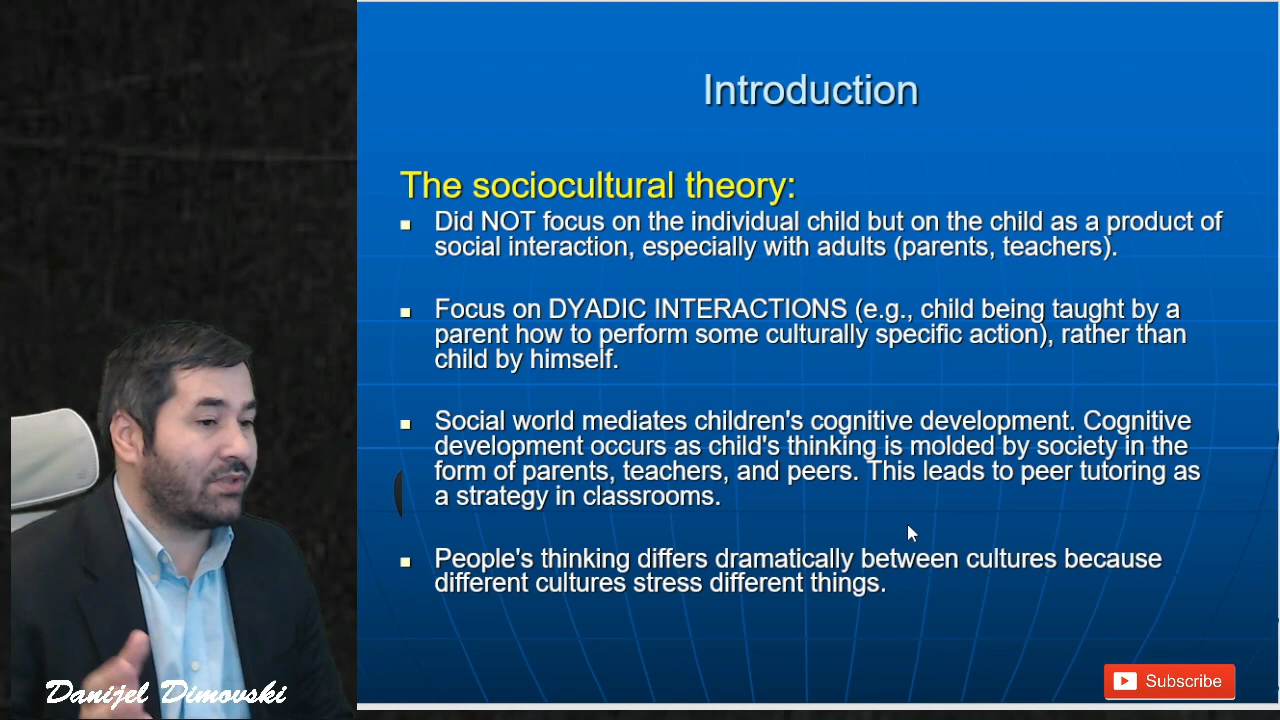 Introduction
The sociocultural theory:
Did NOT focus on the individual child but on the child as a product of
social interaction, especially with adults (parents, teachers).
Focus on DYADIC INTERACTIONS (e.g., child being taught by a
parent how to perform some culturally specific action), rather than
child by himself.
Social world mediates children's cognitive development. Cognitive
development occurs as child's thinking is molded by society in the
form of parents, teachers, and peers. This leads to peer tutoring as
a strategy in classrooms.
People's thinking differs dramatically between cultures because
different cultures stress different things.
Danijel Dimovski
Subscribe